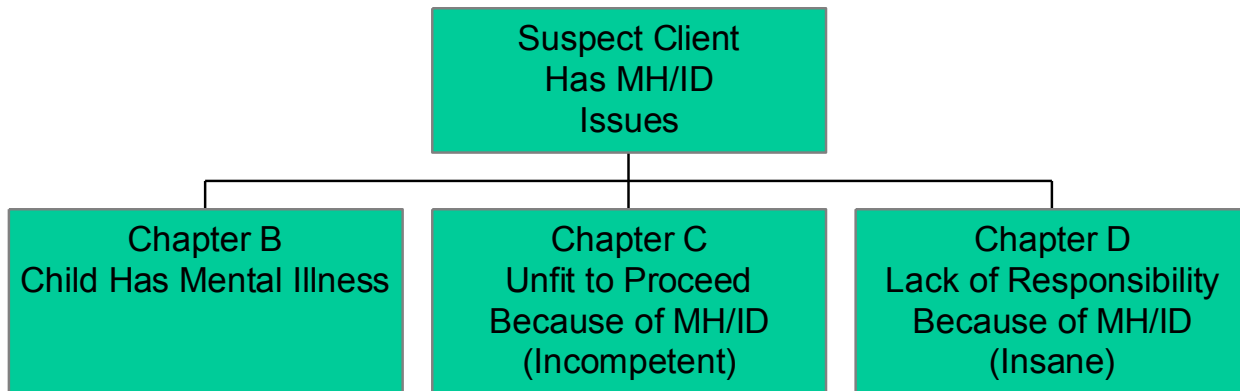 Suspect Client
Has MH/ID
Issues
Chapter B
Child Has Mental Illness
Chapter C
Unfit to Proceed
Because of MH/ID
(Incompetent)
Chapter D
Lack of Responsibility
Because of MH/ID
(Insane)